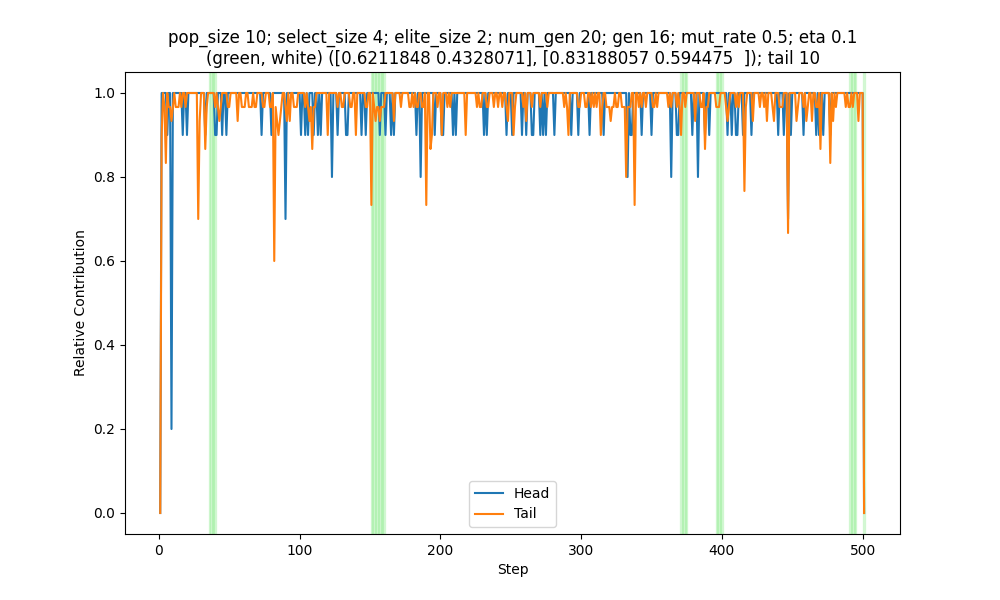 pop_size 10; select_size 4; elite_size 2; num_gen 20; gen 16; mut_rate 0.5; eta 0.1
(green, white) ([0.6211848 0.4328071], [0.83188057 0.594475  ]); tail 10
1.0
0.8
0.6
0.4
0.2
0.0
Relative Contribution
Head
Tail
0
100
200
300
400
500
Step